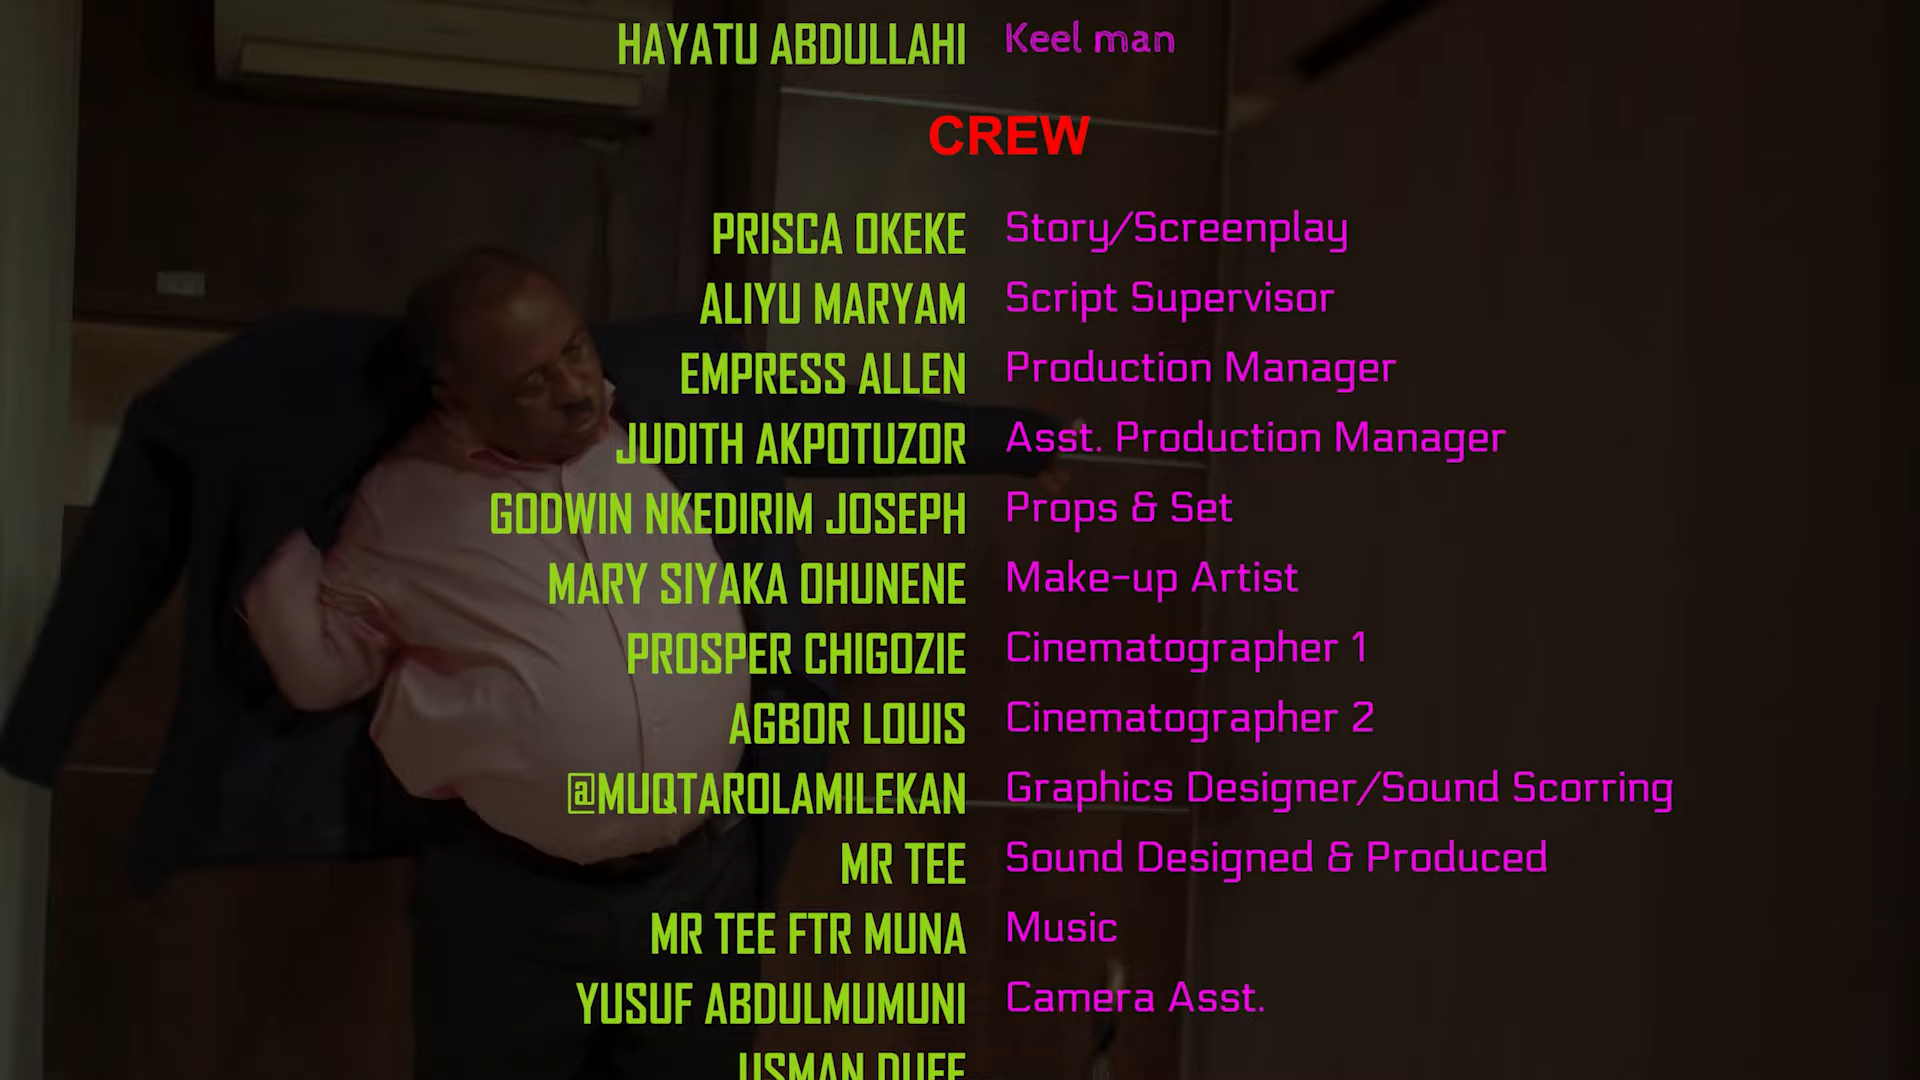 HAYATU ABDULLAHI Keel man
CREW
PRISCA OKEKE Story/Screenplay
ALIYU MARYAM Script Supervisor
EMPRESS ALLEN Production Manager
JUDITH AKPOTUZOR Asst. Production Manager
GODWIN NKEDIRIM JOSEPH Props & Set
MARY SIYAKA OHUNENE Make-up Artist
PROSPER CHIGOZIE Cinematographer 1
AGBOR LOUIS Cinematographer 2
@MUQTAROLAMILEKAN Graphics Designer/Sound Scorring
MR TEE Sound Designed & Produced
MR TEE FTR MUNA Music
YUSUF ABDULMUMUNI Camera Asst.
USMAN